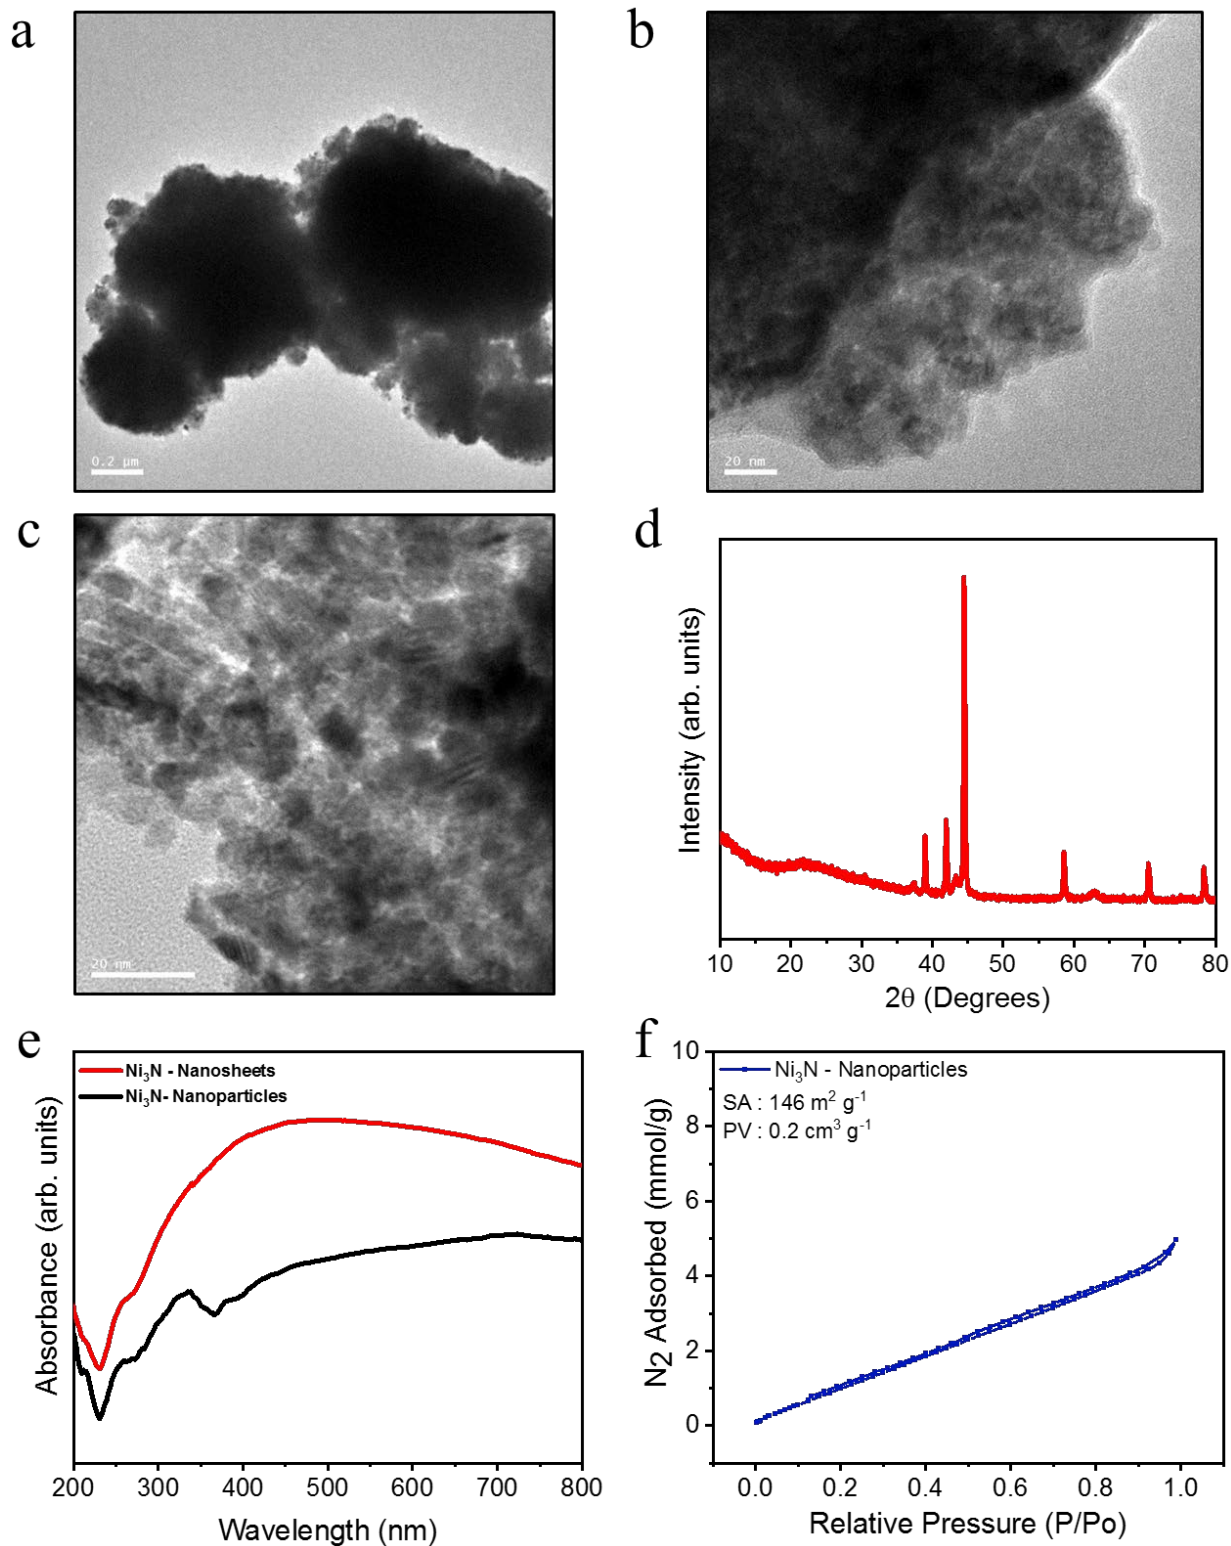 a
b
0.2 µm
20 nm
c
20 nm
d
Intensity (arb. units)
10 20 30 40 50 60 70 80
2θ (Degrees)
e
Ni₃N - Nanosheets
Ni₃N- Nanoparticles
Absorbance (arb. units)
200 300 400 500 600 700 800
Wavelength (nm)
f
Ni₃N - Nanoparticles
SA : 146 m² g⁻¹
PV : 0.2 cm³ g⁻¹
N₂ Adsorbed (mmol/g)
10
8
6
4
2
0
0.0 0.2 0.4 0.6 0.8 1.0
Relative Pressure (P/Po)